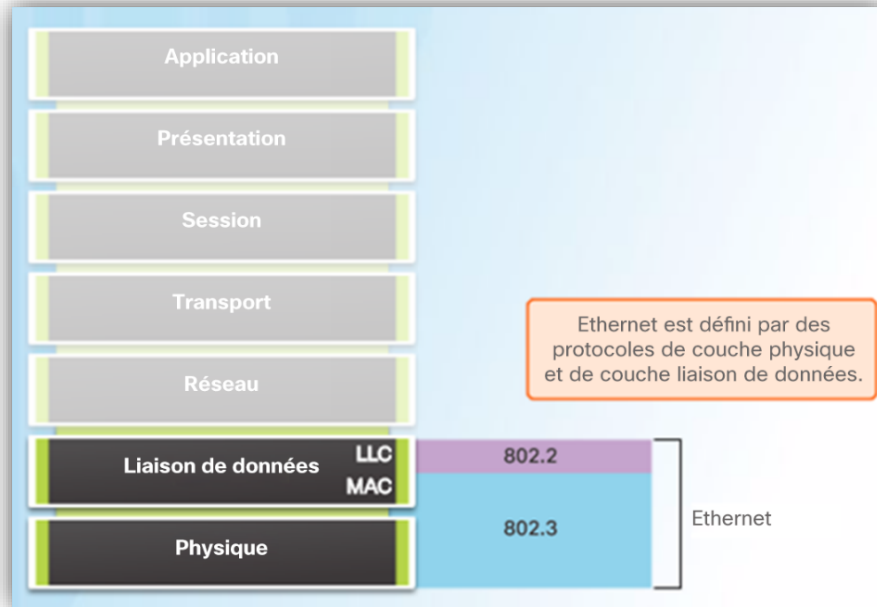 Application
Présentation
Session
Transport
Réseau
Ethernet est défini par des
protocoles de couche physique
et de couche liaison de données.
Liaison de données
LLC
MAC
802.2
Physique
802.3
Ethernet